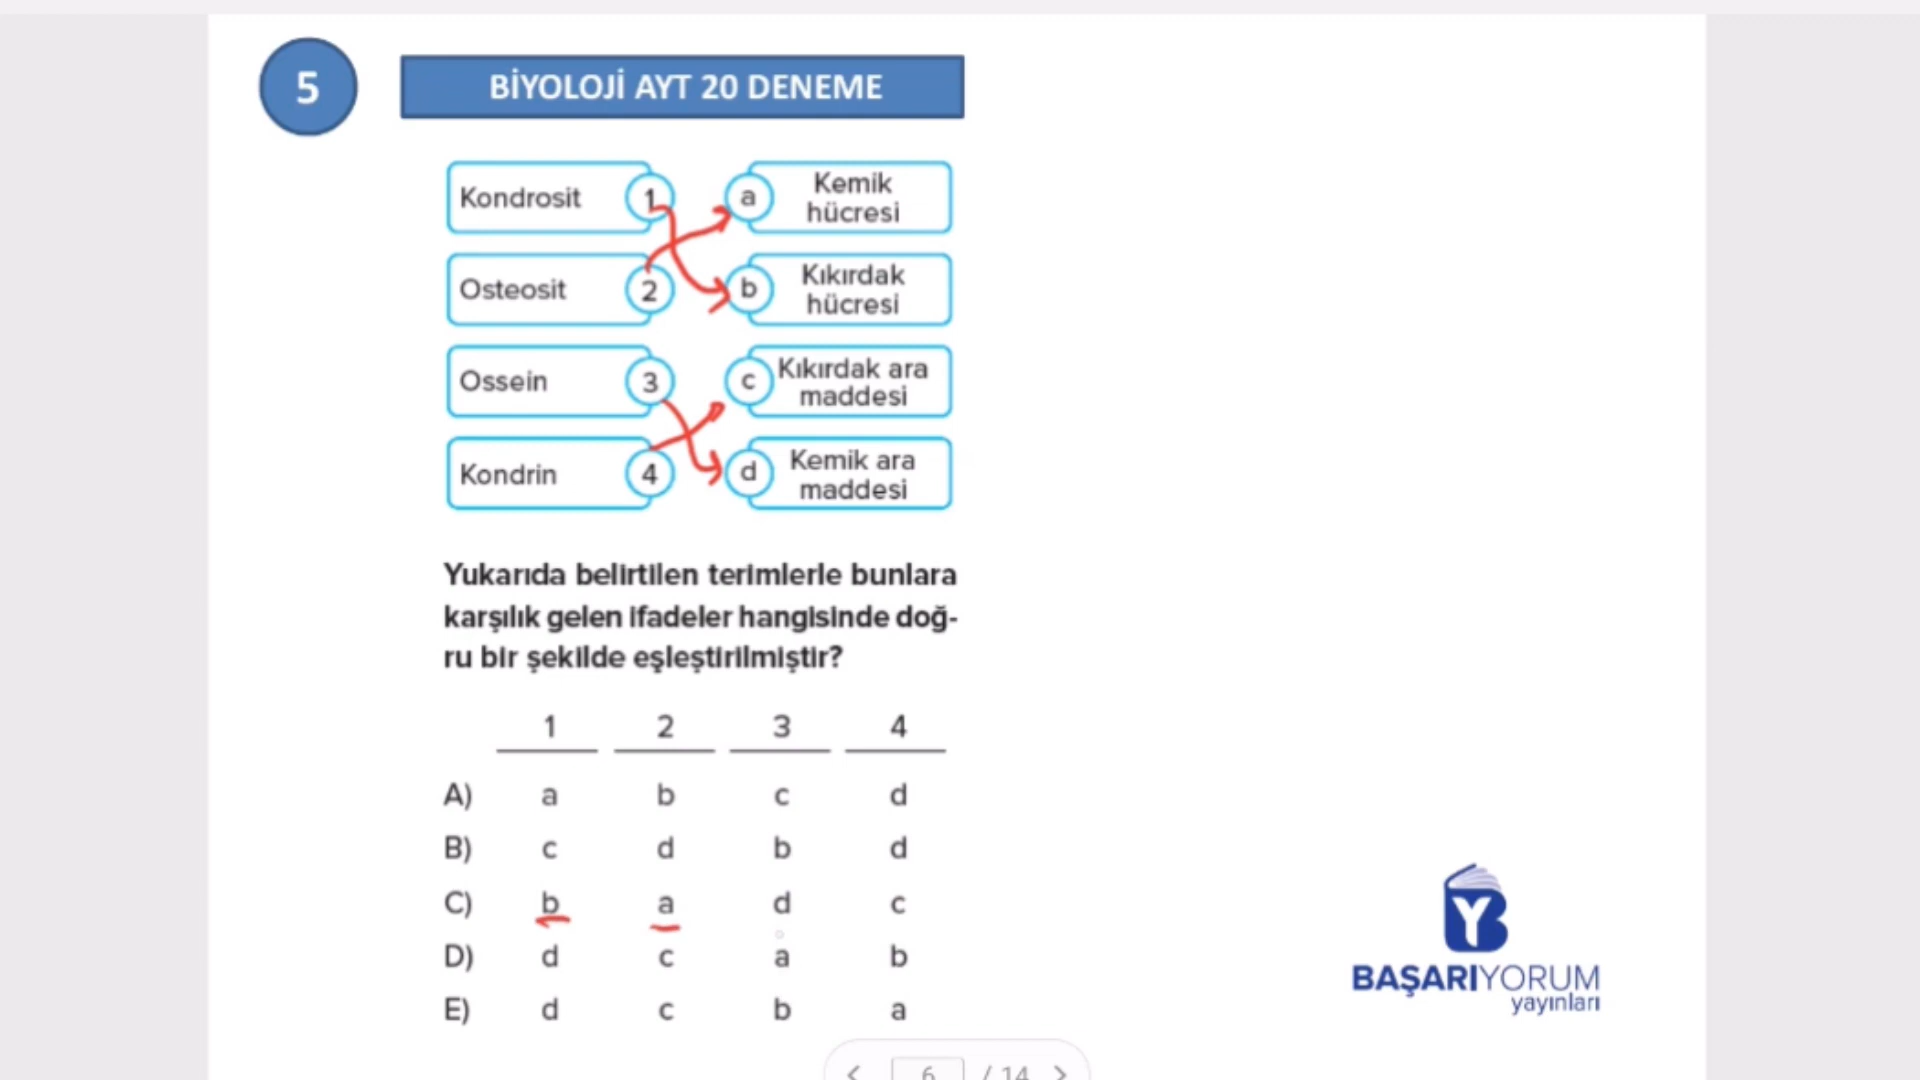 5
BİYOLOJİ AYT 20 DENEME
Kondrosit 1 a Kemik hücresi
Osteosit 2 b Kıkırdak hücresi
Ossein 3 c Kıkırdak ara maddesi
Kondrin 4 d Kemik ara maddesi
Yukarıda belirtilen terimlerle bunlara
karşılık gelen ifadeler hangisinde doğ-
ru bir şekilde eşleştirilmiştir?
1 2 3 4
A) a b c d
B) c d b d
C) b a d c
D) d c a b
E) d c b a
BAŞARIYORUM
yayınları
6 / 14